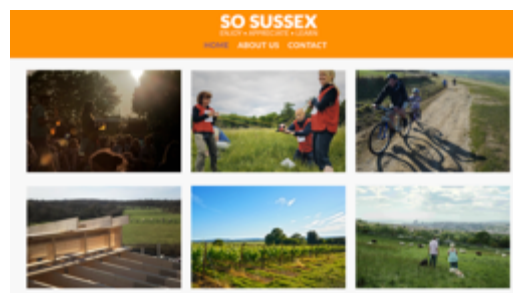 SO SUSSEX
ENJOY • APPRECIATE • LEARN
HOME ABOUT US CONTACT